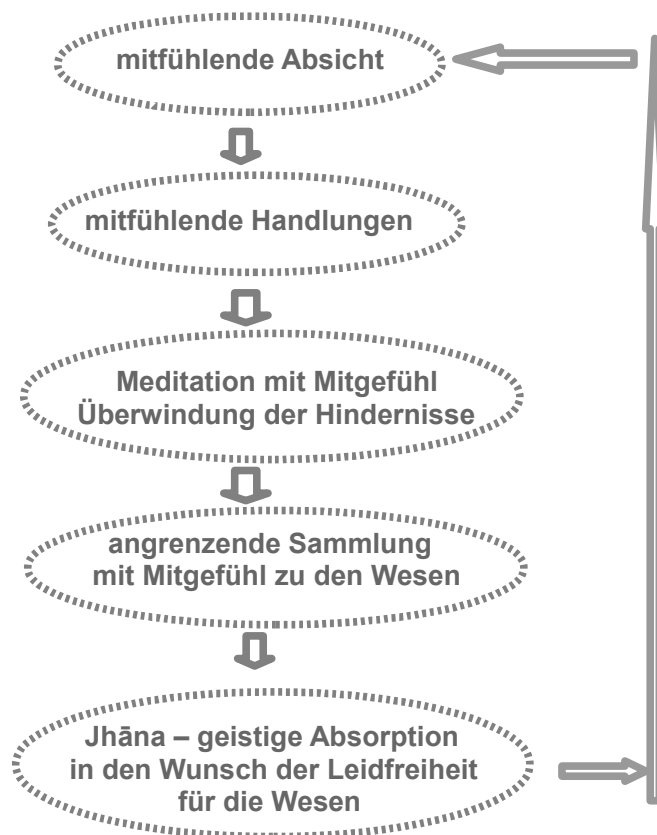 mitfühlende Absicht
mitfühlende Handlungen
Meditation mit Mitgefühl
Überwindung der Hindernisse
angrenzende Sammlung
mit Mitgefühl zu den Wesen
Jhāna – geistige Absorption
in den Wunsch der Leidfreiheit
für die Wesen